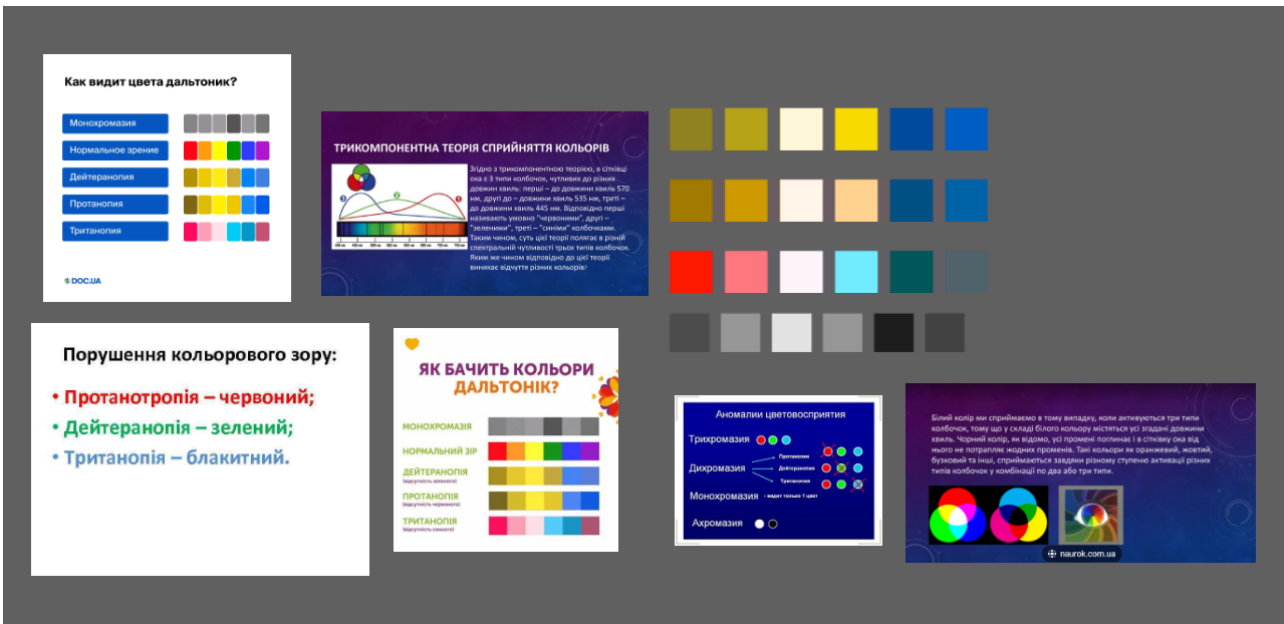 Как видит цвета дальтоник?
Монохромазия
Нормальное зрение
Дейтеранопия
Протанопия
Тританопия
DOC.UA
ТРИКОМПОНЕНТНА ТЕОРІЯ СПРИЙНЯТТЯ КОЛЬОРІВ
Згідно з трикомпонентною теорією, в сітківці
ока є 3 типи колбочок, чутливих до різних
довжин хвиль: перші – до довжини хвиль 570
нм, другі до – довжини хвиль 535 нм, треті –
до довжини хвиль 445 нм. Відповідно перші
називають умовно "червоними", другі –
"зеленими", треті – "синіми" колбочками.
Таким чином, суть цієї теорії полягає в різній
спектральній чутливості трьох типів колбочок.
Яким же чином відповідно до цієї теорії
виникає відчуття різних кольорів?
Порушення кольорового зору:
• Протанотропія – червоний;
• Дейтеранопія – зелений;
• Тританопія – блакитний.
ЯК БАЧИТЬ КОЛЬОРИ
ДАЛЬТОНІК?
МОНОХРОМАЗІЯ
НОРМАЛЬНИЙ ЗІР
ДЕЙТЕРАНОПІЯ
(відсутність зеленого)
ПРОТАНОПІЯ
(відсутність червоного)
ТРИТАНОПІЯ
(відсутність синього)
Аномалии цветовосприятия
Трихромазия
Дихромазия
Протанопия
Дейтеранопия
Тританопия
Монохромазия - видит только 1 цвет
Ахромазия
Білий колір ми сприймаємо в тому випадку, коли активуються три типи
колбочок, тому що у складі білого кольору містяться усі згадані довжини
хвиль. Чорний колір, як відомо, усі промені поглинає і в сітківку ока від
нього не потрапляє жодних променів. Такі кольори як оранжевий, жовтий,
бузковий та інші, сприймаються завдяки різному ступеню активації різних
типів колбочок у комбінації по два або три типи.
naurok.com.ua